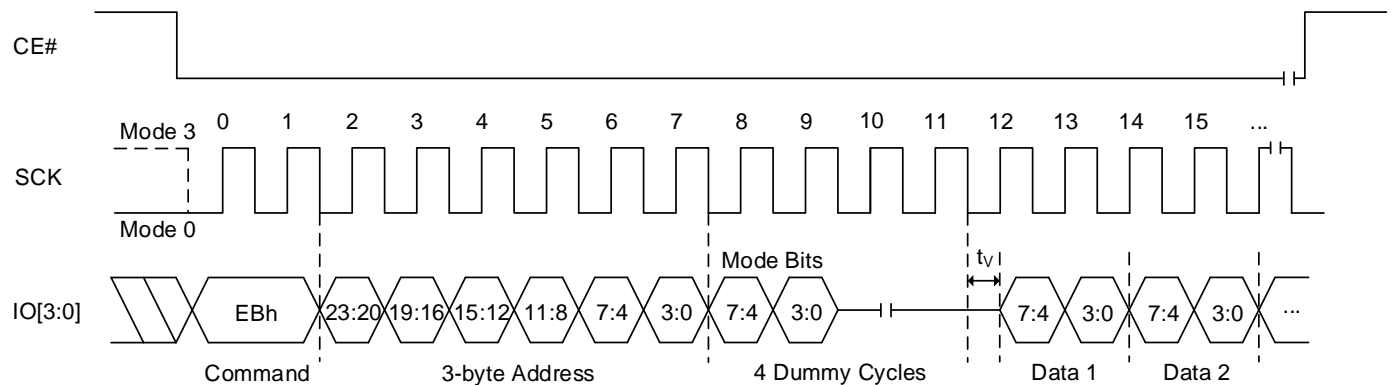 CE#
0 1 2 3 4 5 6 7 8 9 10 11 12 13 14 15 ...
Mode 3
SCK
Mode 0
Mode Bits
tV
IO[3:0]
EBh 23:20 19:16 15:12 11:8 7:4 3:0 7:4 3:0 7:4 3:0 7:4 3:0 ...
Command 3-byte Address 4 Dummy Cycles Data 1 Data 2